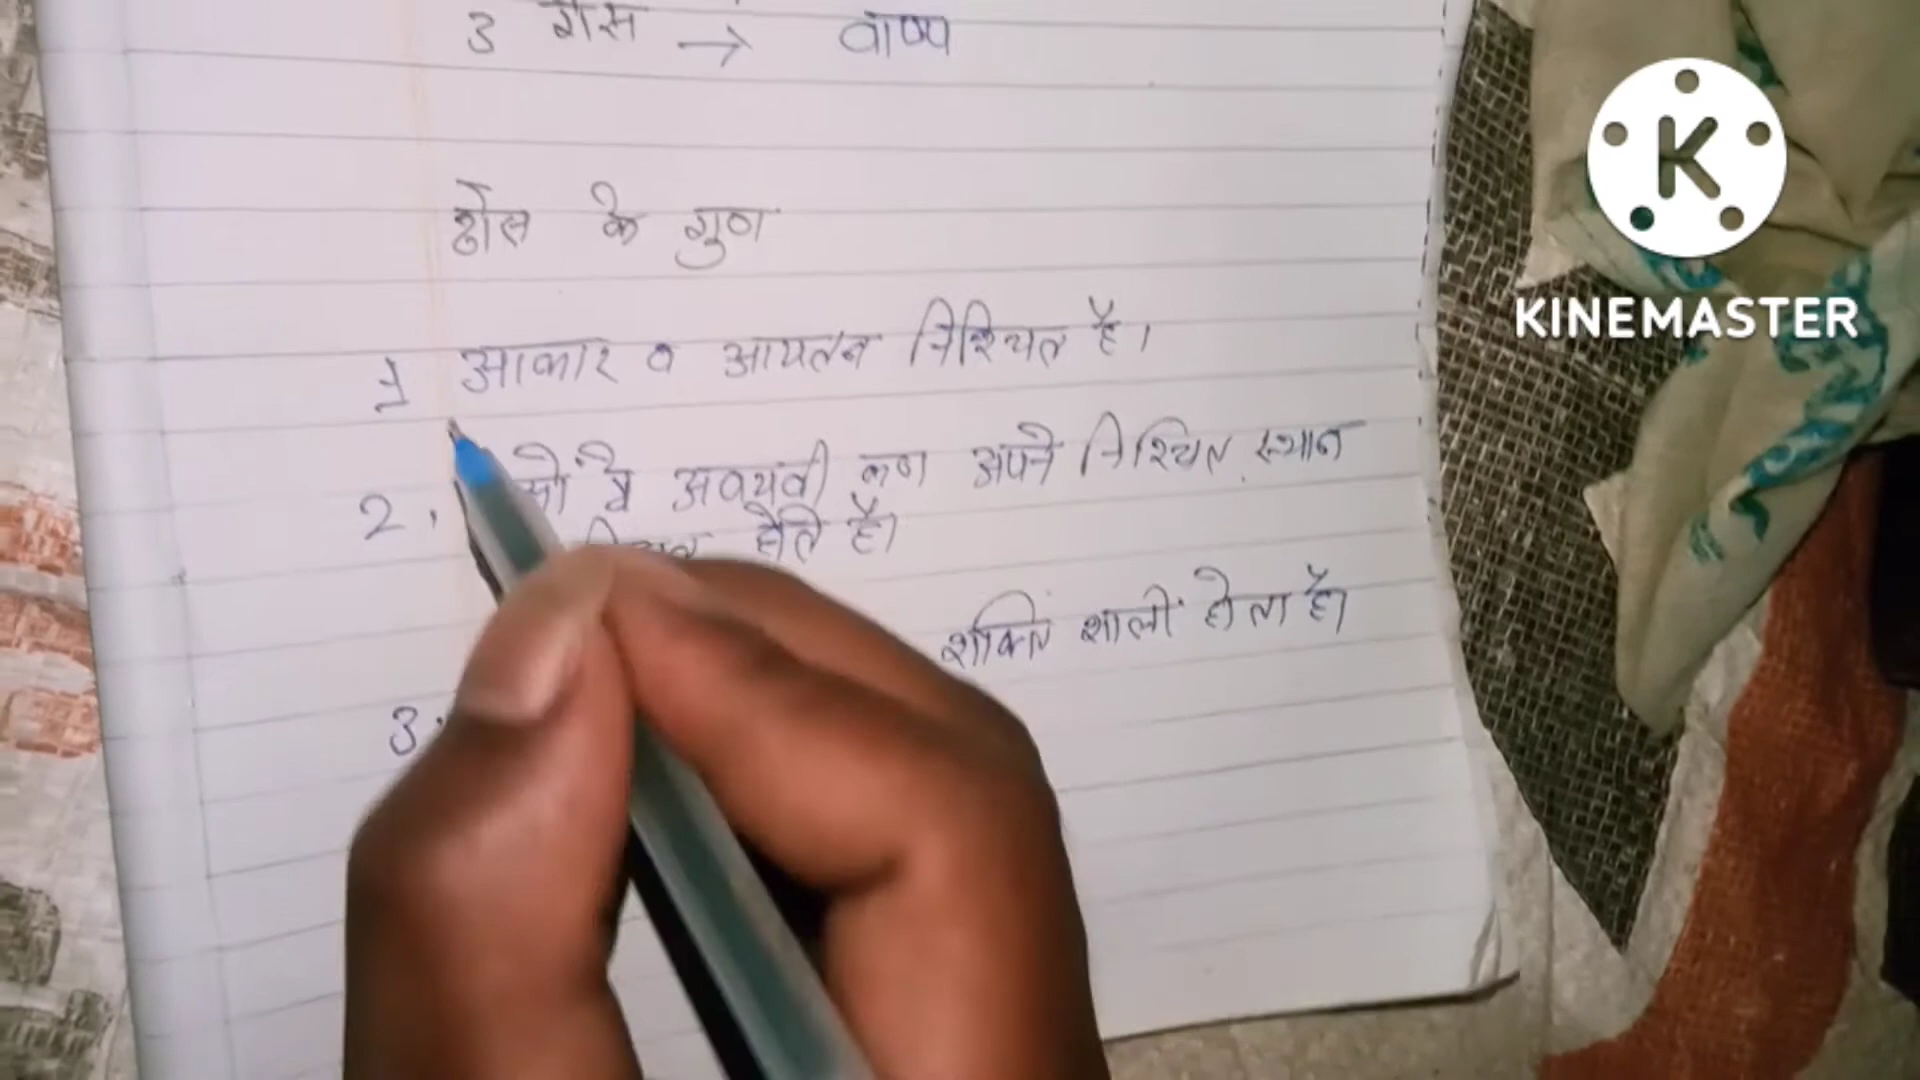 3 गैस → वाष्प
ठोस के गुण
1 आकार व आयतन निश्चित है।
2. के अवयवी कण अपने निश्चित स्थान
होते है।
शक्ति शाली होता है।
3.
K
KINEMASTER